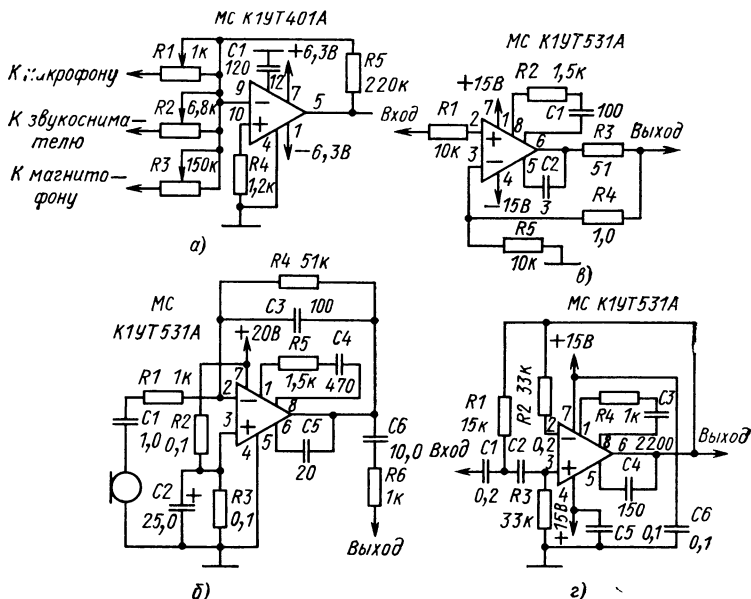 МС К1УТ401А
R1
1к
К микрофону
R2
6,8к
К звукосни-
мателю
R3
150к
К магнито-
фону
C1
120
+6,3В
12
7
9
10
5
4
1
-6,3В
R4
1,2к
R5
220к
а)
МС К1УТ531А
+15В
R2 1,5к
C1
100
Вход
R1
10к
7
1
8
2
3
6
5
4
C2
3
-15В
R3
51
Выход
R4
1,0
R5
10к
в)
МС
К1УТ531А
R4 51к
C3 100
+20В
R5
1,5к
C4
470
R1 1к
C1
1,0
R2
0,1
7
1
2
3
8
6
4
5
C5
20
C6
10,0
R6
1к
C2
25,0
+
R3
0,1
Выход
б)
МС К1УТ531А
+15В
R2 33к
R1
15к
7
1
R4
1к
C3
2200
Вход
C1
0,2
C2
0,2
2
3
8
6
Выход
5
4
C4
150
R3
33к
+15В
C5
0,1
C6
0,1
г)